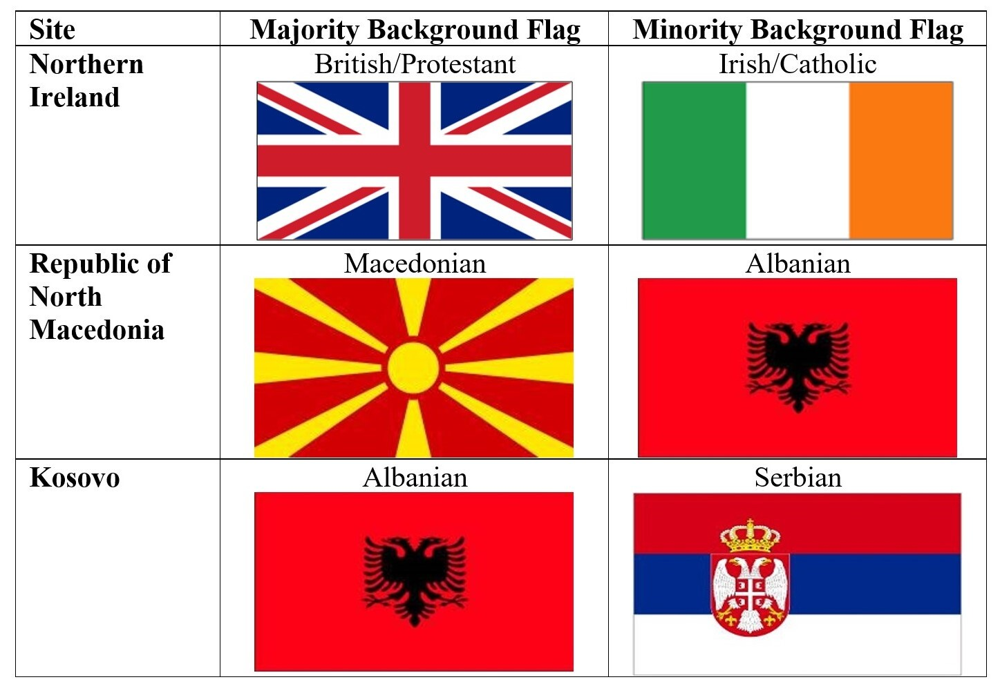 Site
Majority Background Flag
Minority Background Flag
Northern
Ireland
British/Protestant
Irish/Catholic
Republic of
North
Macedonia
Macedonian
Albanian
Kosovo
Albanian
Serbian